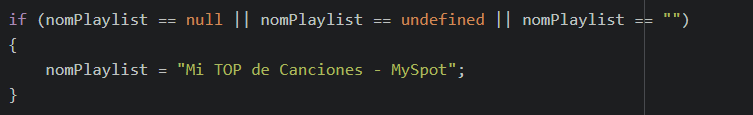 if (nomPlaylist == null || nomPlaylist == undefined || nomPlaylist == "")
{
    nomPlaylist = "Mi TOP de Canciones - MySpot";
}